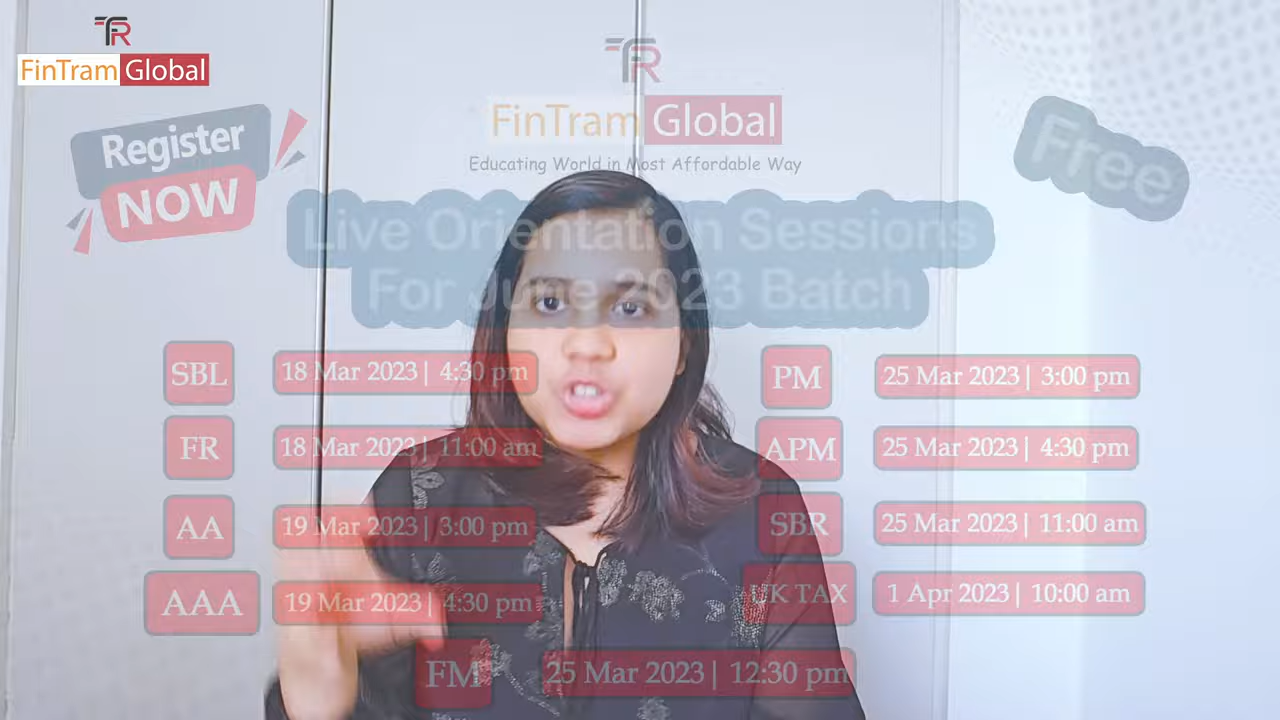 TFR
FinTram Global
TFR
FinTram Global
Educating World in Most Affordable Way
Register
NOW
Free
Live Orientation Sessions
For June 2023 Batch
SBL 18 Mar 2023 | 4:30 pm
FR 18 Mar 2023 | 11:00 am
AA 19 Mar 2023 | 3:00 pm
AAA 19 Mar 2023 | 4:30 pm
PM 25 Mar 2023 | 3:00 pm
APM 25 Mar 2023 | 4:30 pm
SBR 25 Mar 2023 | 11:00 am
UK TAX 1 Apr 2023 | 10:00 am
FM 25 Mar 2023 | 12:30 pm